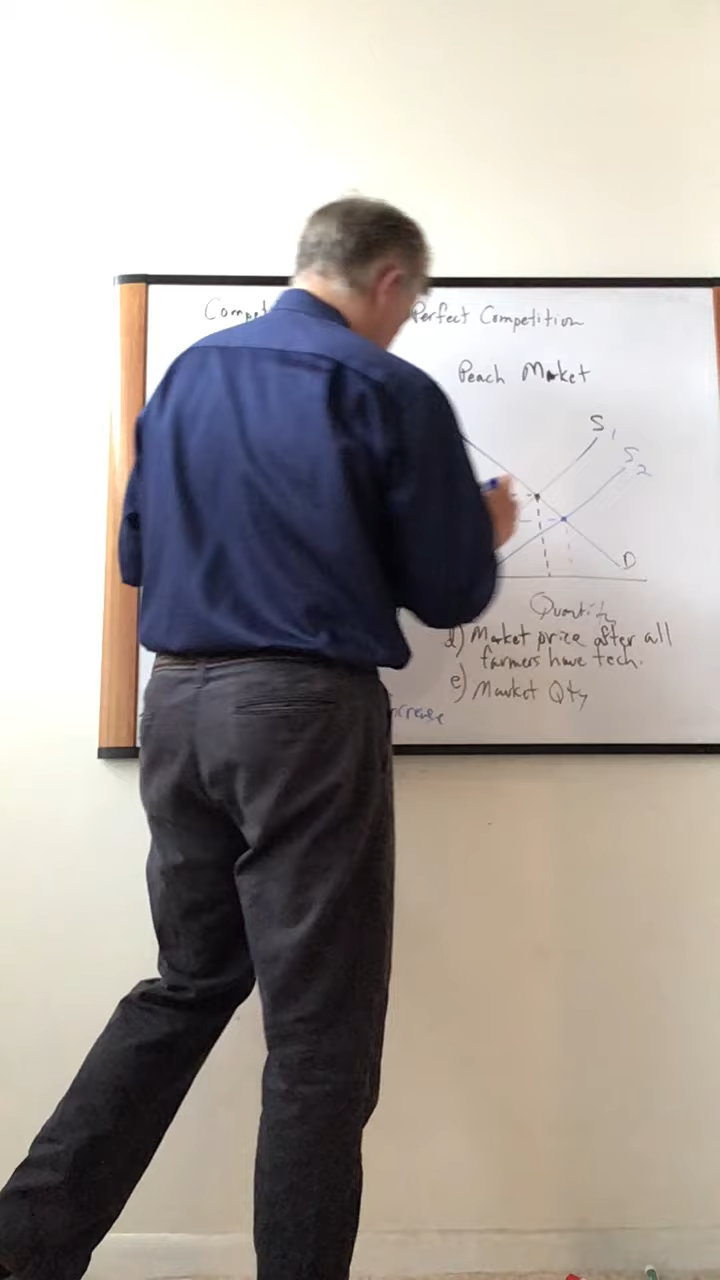 Perfect Competition
Peach Market
S1
S2
D
Quantity
d) Market price after all
farmers have tech.
e) Market Qty